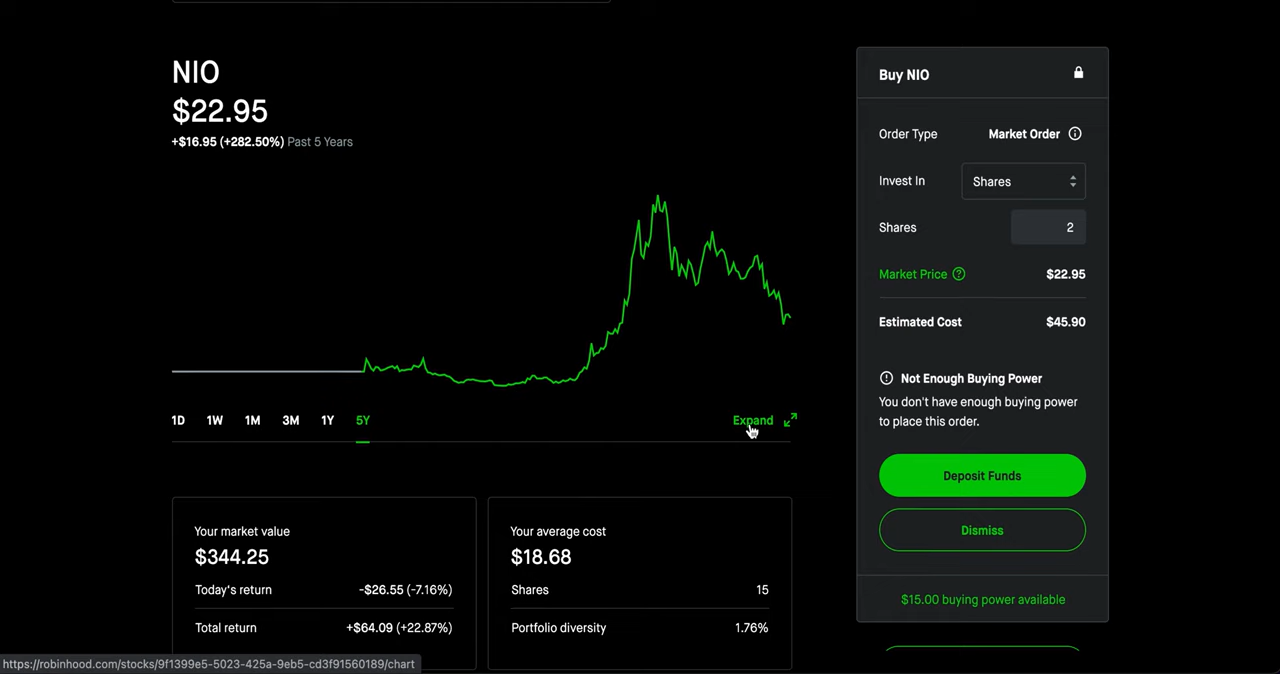 NIO
$22.95
+$16.95 (+282.50%) Past 5 Years
1D 1W 1M 3M 1Y 5Y Expand
Your market value
$344.25
Today's return -$26.55 (-7.16%)
Total return +$64.09 (+22.87%)
Your average cost
$18.68
Shares 15
Portfolio diversity 1.76%
Buy NIO
Order Type Market Order
Invest In Shares
Shares 2
Market Price $22.95
Estimated Cost $45.90
Not Enough Buying Power
You don't have enough buying power
to place this order.
Deposit Funds
Dismiss
$15.00 buying power available
https://robinhood.com/stocks/9f1399e5-5023-425a-9eb5-cd3f91560189/chart